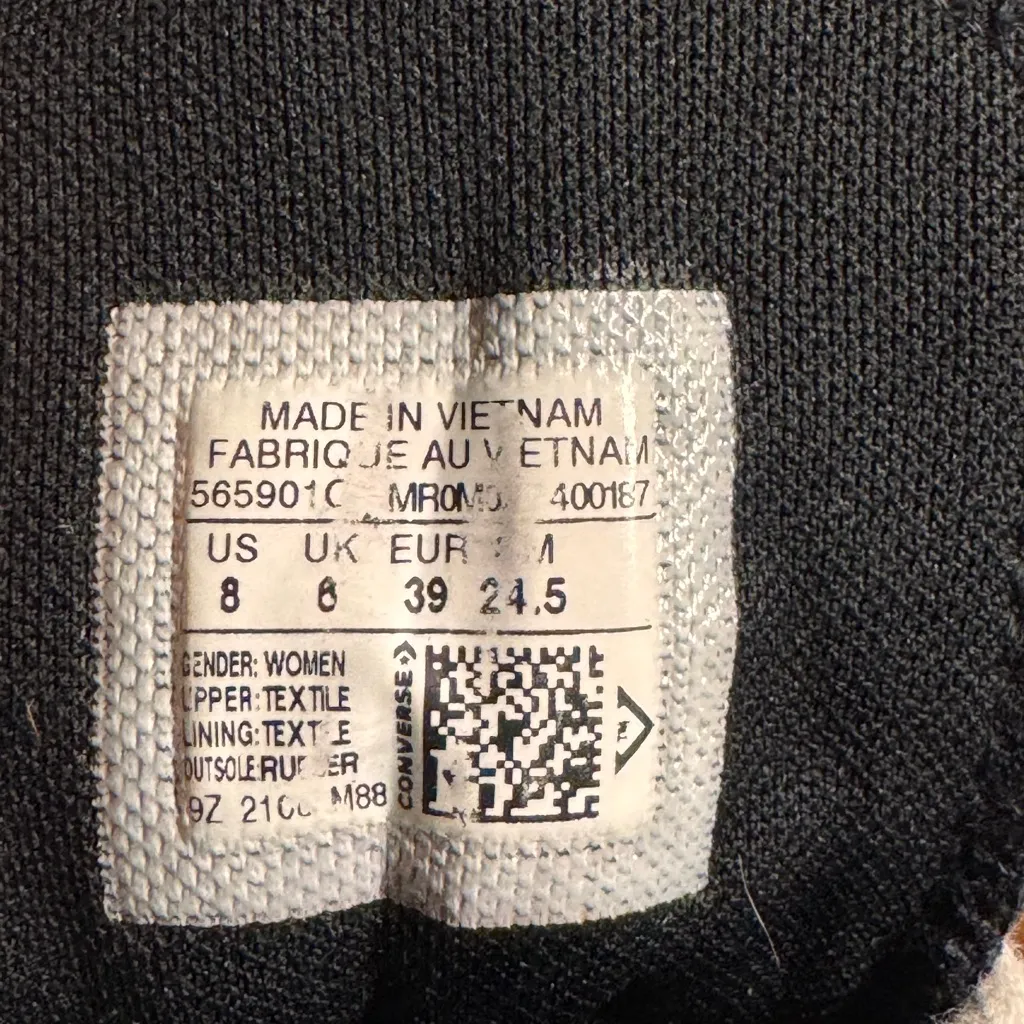 MADE IN VIETNAM
FABRIQUE AU VIETNAM
565901C 400187
US UK EUR
8 6 39 24.5
GENDER: WOMEN
UPPER: TEXTILE
LINING: TEXTILE
OUTSOLE: RUBBER
9Z M88
CONVERSE